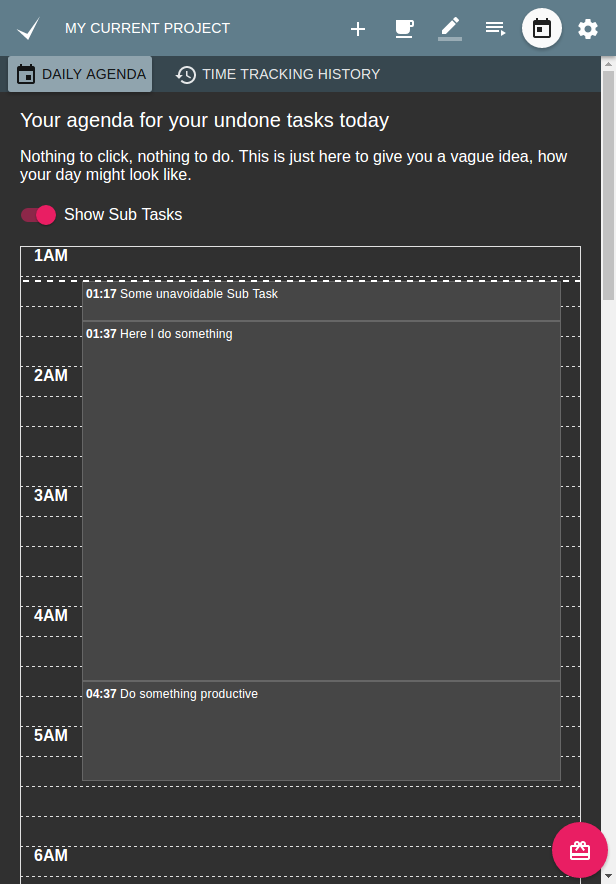 MY CURRENT PROJECT
DAILY AGENDA
TIME TRACKING HISTORY
Your agenda for your undone tasks today
Nothing to click, nothing to do. This is just here to give you a vague idea, how
your day might look like.
Show Sub Tasks
1AM
01:17 Some unavoidable Sub Task
01:37 Here I do something
2AM
3AM
4AM
04:37 Do something productive
5AM
6AM